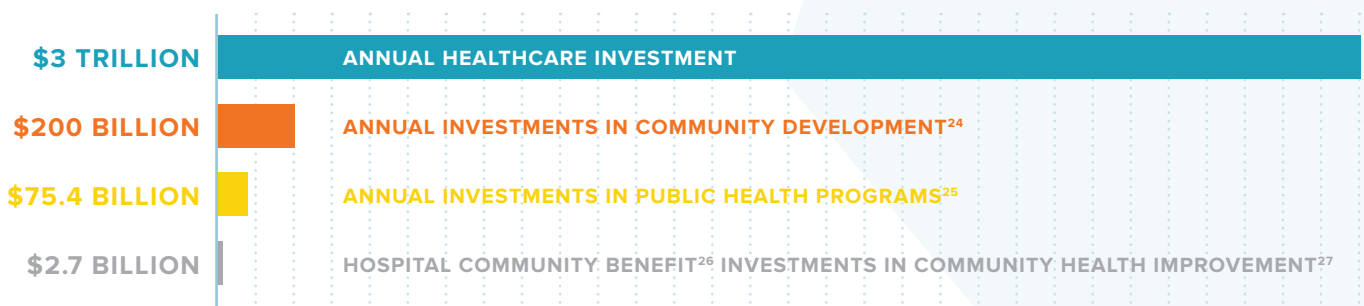 $3 TRILLION ANNUAL HEALTHCARE INVESTMENT
$200 BILLION ANNUAL INVESTMENTS IN COMMUNITY DEVELOPMENT24
$75.4 BILLION ANNUAL INVESTMENTS IN PUBLIC HEALTH PROGRAMS25
$2.7 BILLION HOSPITAL COMMUNITY BENEFIT26 INVESTMENTS IN COMMUNITY HEALTH IMPROVEMENT27